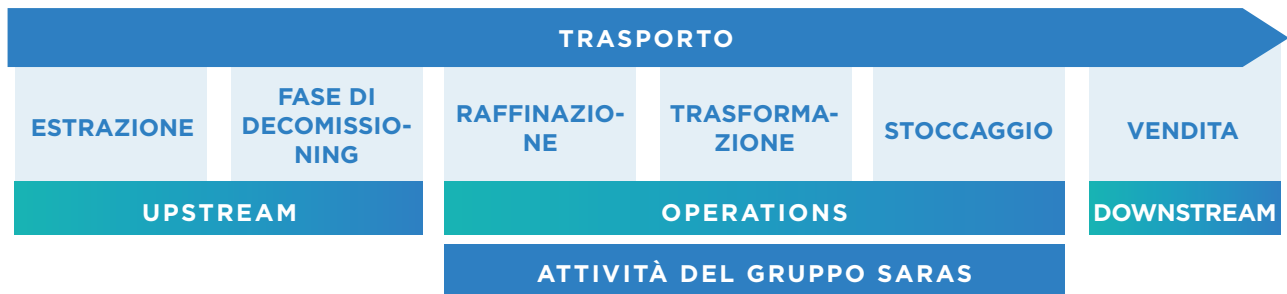 TRASPORTO
ESTRAZIONE
FASE DI
DECOMISSIO-
NING
RAFFINAZIO-
NE
TRASFORMA-
ZIONE
STOCCAGGIO
VENDITA
UPSTREAM
OPERATIONS
DOWNSTREAM
ATTIVITÀ DEL GRUPPO SARAS